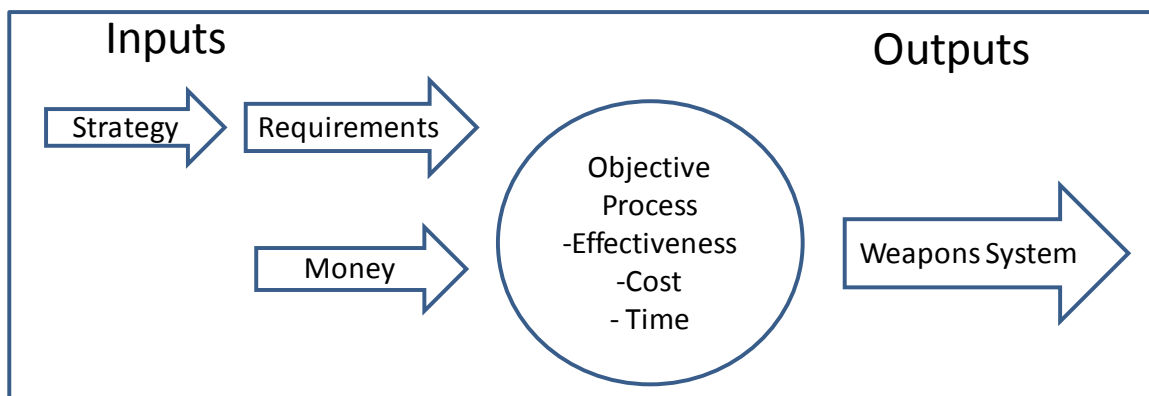 Inputs
Outputs
Strategy
Requirements
Money
Objective
Process
-Effectiveness
-Cost
- Time
Weapons System